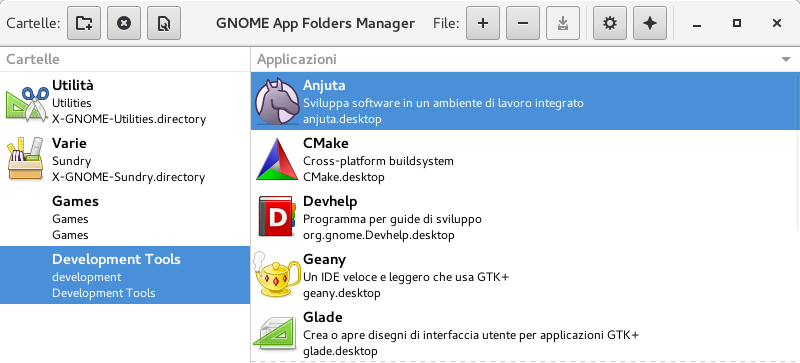 Cartelle:
GNOME App Folders Manager
File:
Cartelle
Utilità
Utilities
X-GNOME-Utilities.directory
Varie
Sundry
X-GNOME-Sundry.directory
Games
Games
Games
Development Tools
development
Development Tools
Applicazioni
Anjuta
Sviluppa software in un ambiente di lavoro integrato
anjuta.desktop
CMake
Cross-platform buildsystem
CMake.desktop
D
Devhelp
Programma per guide di sviluppo
org.gnome.Devhelp.desktop
Geany
Un IDE veloce e leggero che usa GTK+
geany.desktop
Glade
Crea o apre disegni di interfaccia utente per applicazioni GTK+
glade.desktop